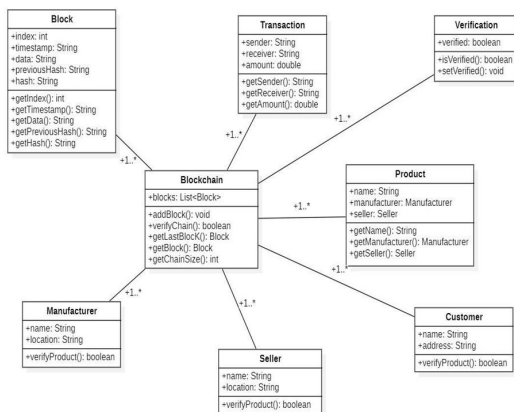 Block
+index: int
+timestamp: String
+data: String
+previousHash: String
+hash: String
+getIndex(): int
+getTimestamp(): String
+getData(): String
+getPreviousHash(): String
+getHash(): String
Transaction
+sender: String
+receiver: String
+amount: double
+getSender(): String
+getReceiver(): String
+getAmount(): double
Verification
+verified: boolean
+isVerified(): boolean
+setVerified(): void
+1..*
+1..*
+1..*
Blockchain
+blocks: List<Block>
+addBlock(): void
+verifyChain(): boolean
+getLastBlocK(): Block
+getBlock(): Block
+getChainSize(): int
+1..*
Product
+name: String
+manufacturer: Manufacturer
+seller: Seller
+getName(): String
+getManufacturer(): Manufacturer
+getSeller(): Seller
+1..*
+1..*
+1..*
Manufacturer
+name: String
+location: String
+verifyProduct(): boolean
Seller
+name: String
+location: String
+verifyProduct(): boolean
Customer
+name: String
+address: String
+verifyProduct(): boolean